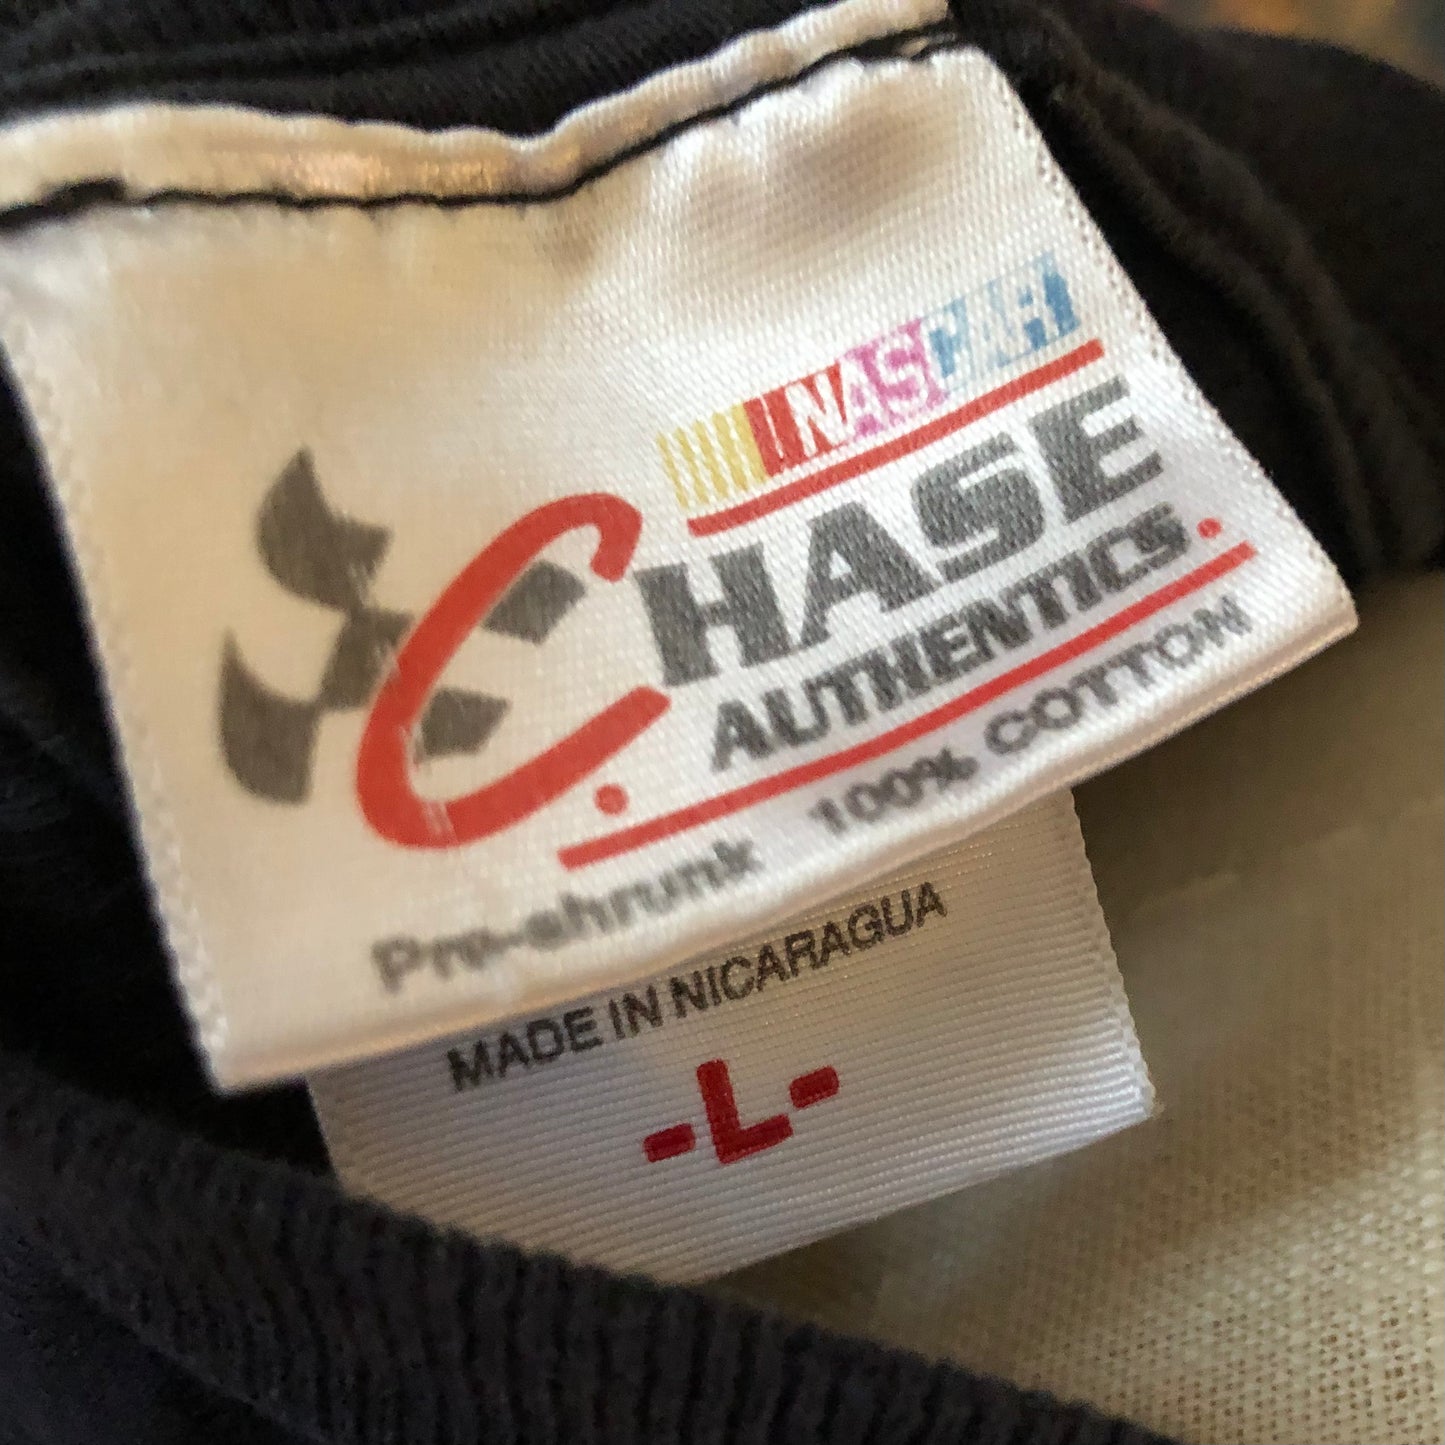 NASCAR
CHASE
AUTHENTICS.
Pre-shrunk 100% COTTON
MADE IN NICARAGUA
-L-